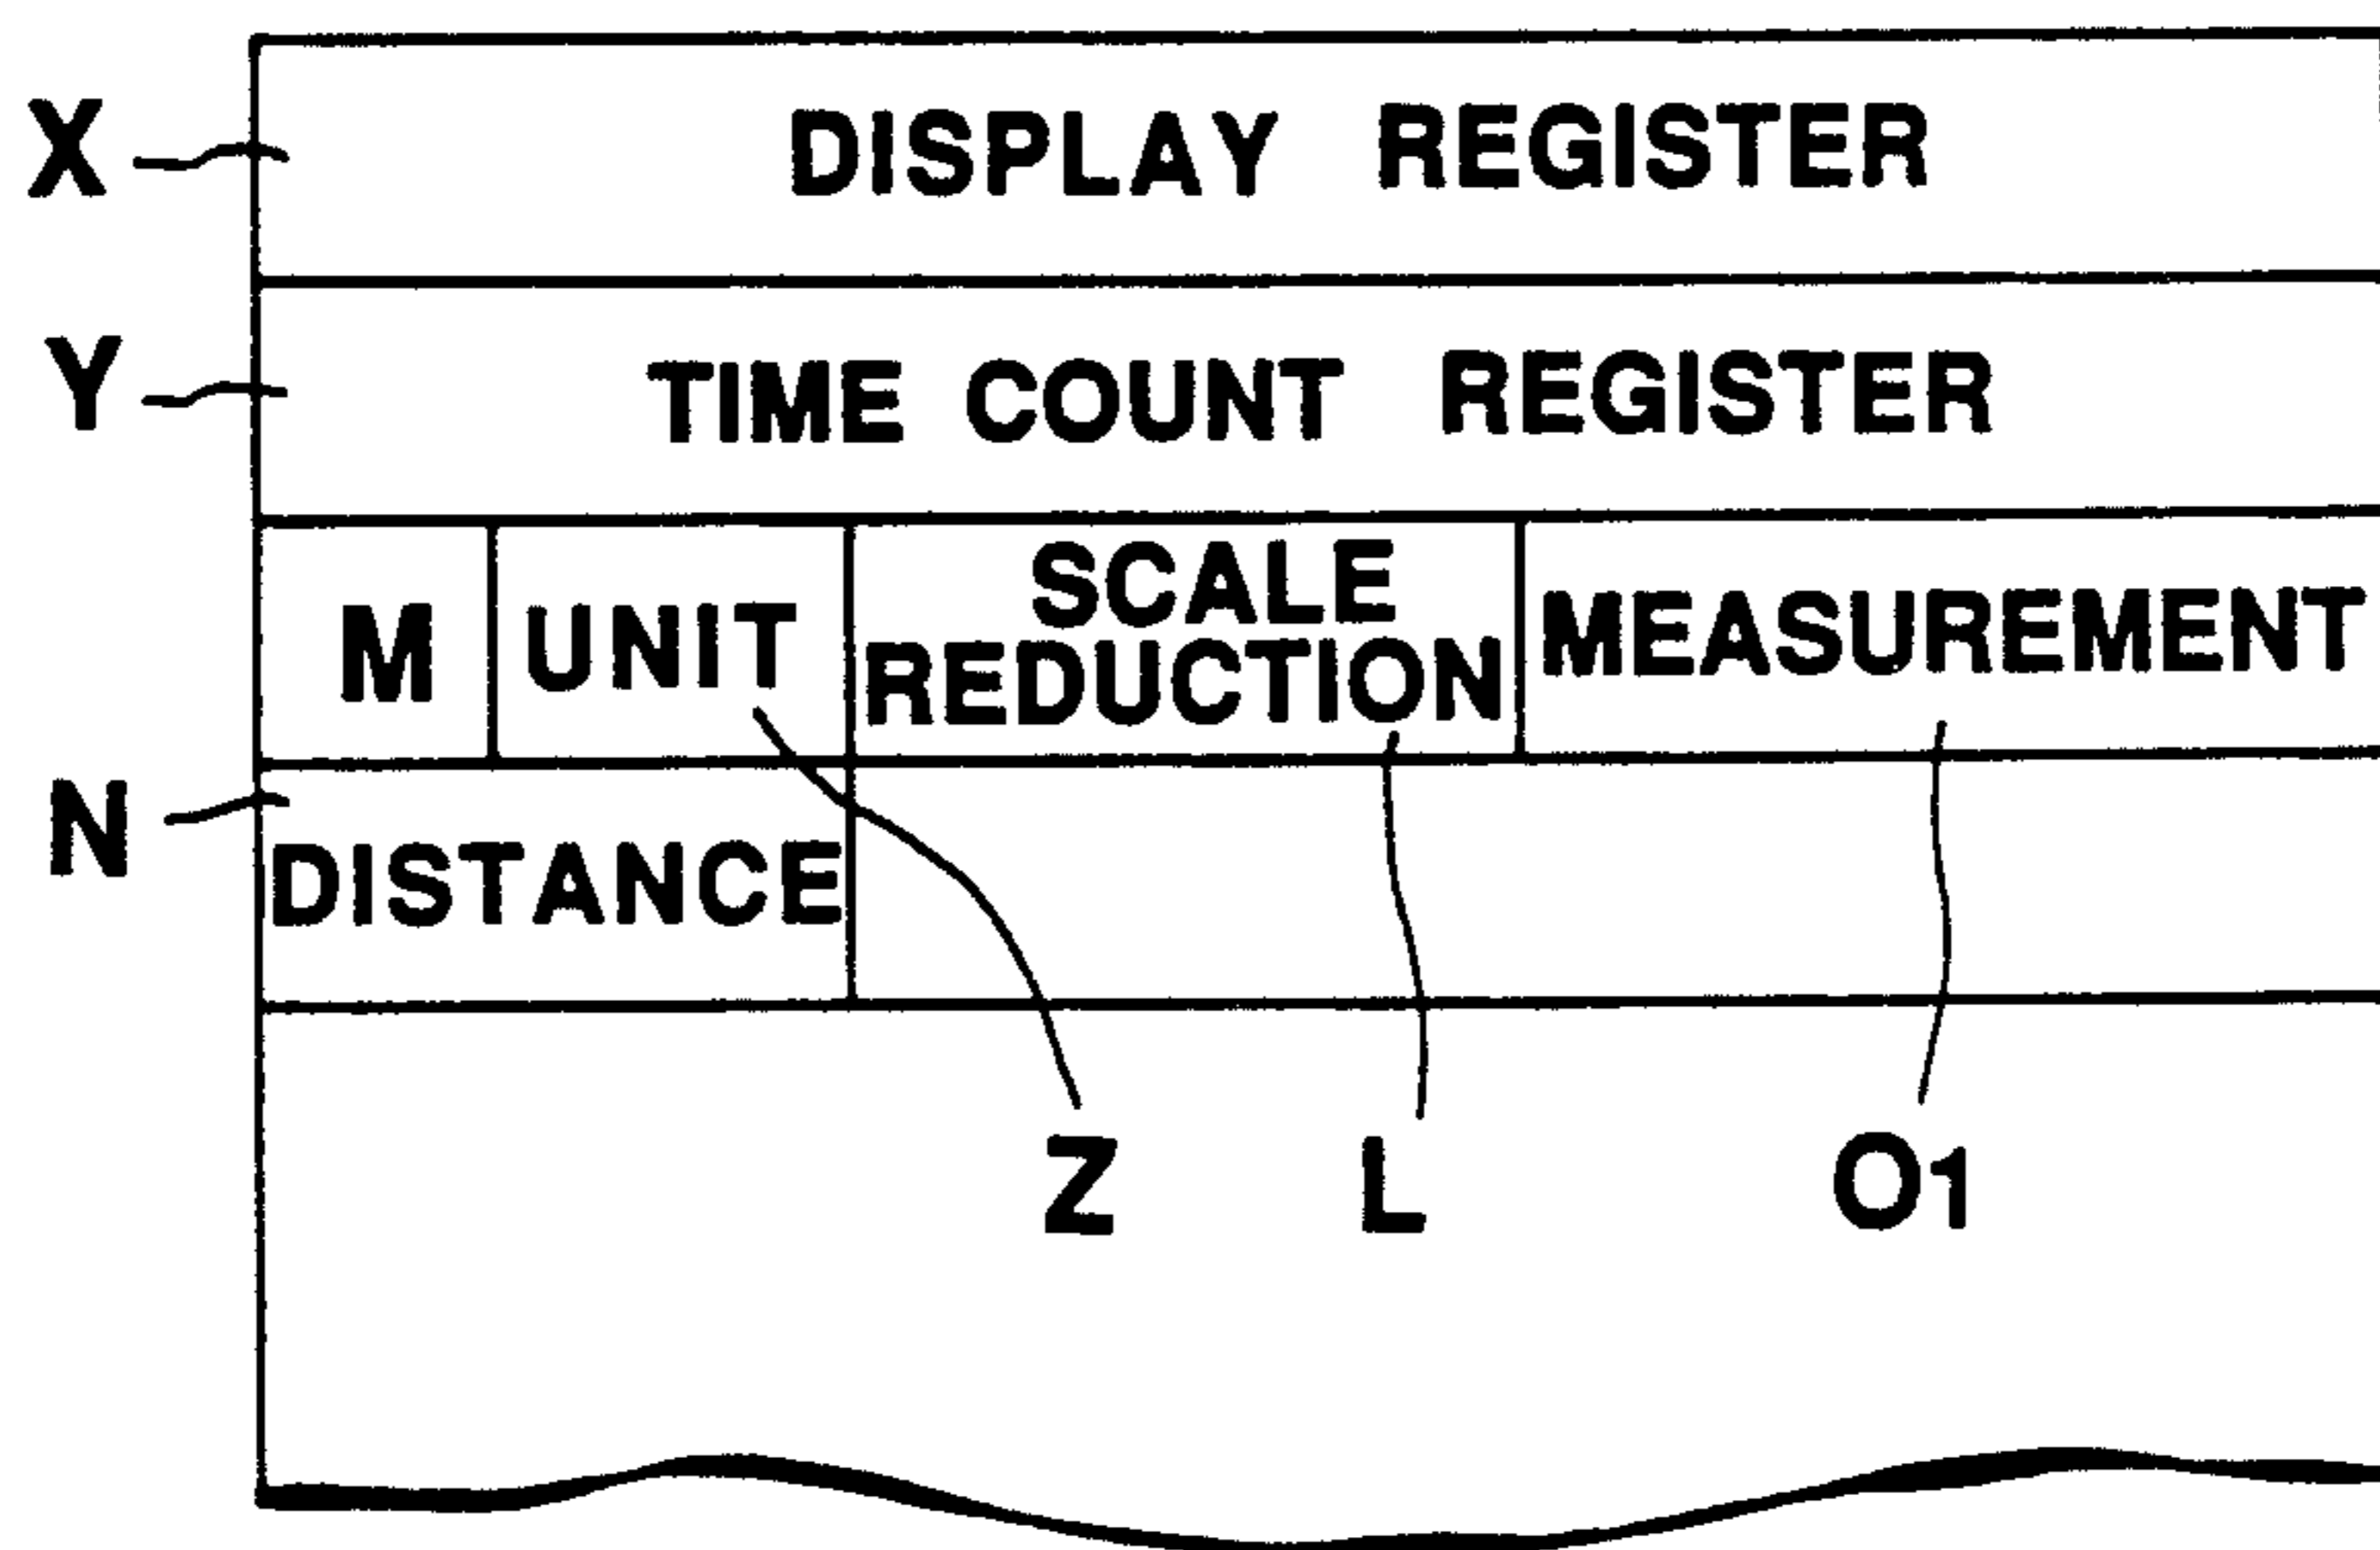 X DISPLAY REGISTER
Y TIME COUNT REGISTER
M UNIT SCALE REDUCTION MEASUREMENT
N DISTANCE
Z L O1